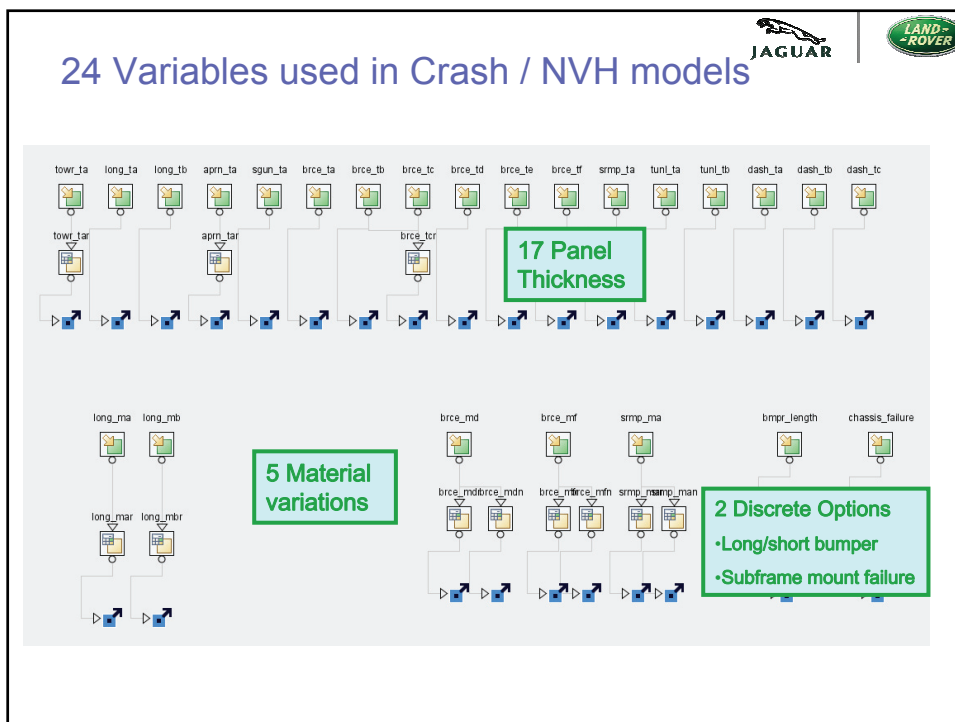 JAGUAR
LAND-
-ROVER
24 Variables used in Crash / NVH models
towr_ta long_ta long_tb aprn_ta sgun_ta brce_ta brce_tb brce_tc brce_td brce_te brce_tf srmp_ta tunl_ta tunl_tb dash_ta dash_tb dash_tc
towr_tar aprn_tar brce_tcr
17 Panel
Thickness
long_ma long_mb brce_md brce_mf srmp_ma bmpr_length chassis_failure
5 Material
variations
brce_mdn brce_mfn srmp_man
long_mar long_mbr
2 Discrete Options
•Long/short bumper
•Subframe mount failure